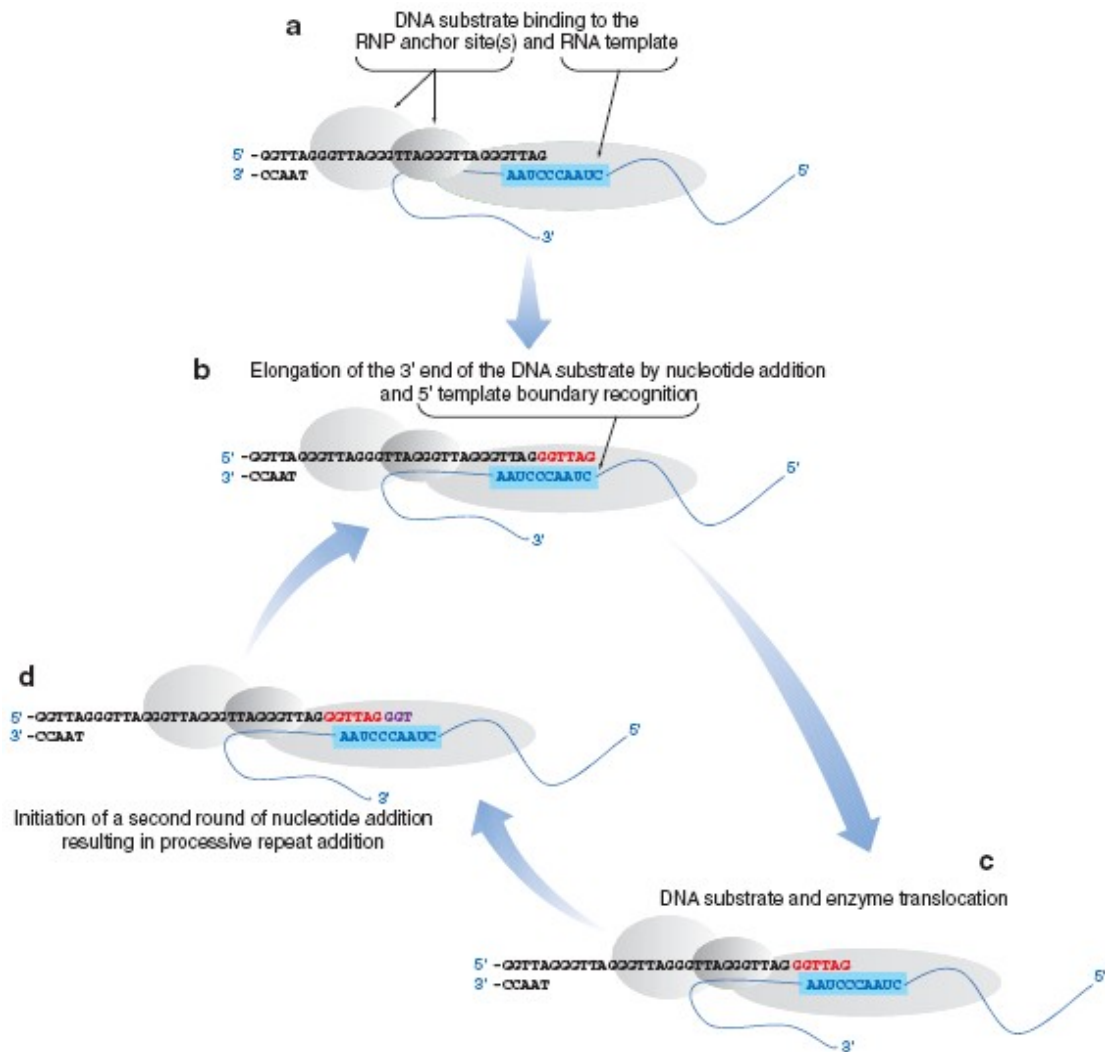 a
DNA substrate binding to the
RNP anchor site(s) and RNA template
5' -GGTTAGGGTTAGGGTTAGGGTTAGGGTTAG
3' -CCAAT
AAUCCCAAUC
5'
3'
b
Elongation of the 3' end of the DNA substrate by nucleotide addition
and 5' template boundary recognition
5' -GGTTAGGGTTAGGGTTAGGGTTAGGGTTAGGGTTAG
3' -CCAAT
AAUCCCAAUC
5'
3'
d
5' -GGTTAGGGTTAGGGTTAGGGTTAGGGTTAGGGTTAG GGT
3' -CCAAT
AAUCCCAAUC
5'
3'
Initiation of a second round of nucleotide addition
resulting in processive repeat addition
c
DNA substrate and enzyme translocation
5' -GGTTAGGGTTAGGGTTAGGGTTAGGGTTAG GGTTAG
3' -CCAAT
AAUCCCAAUC
5'
3'